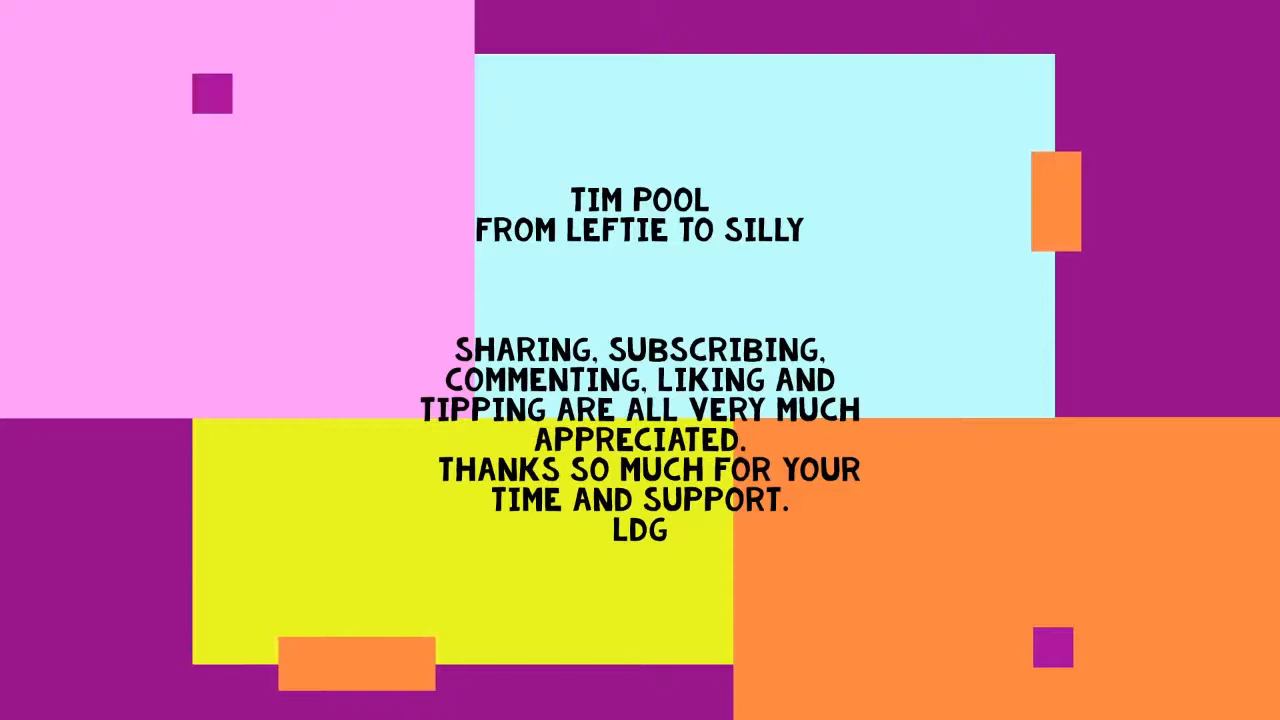 TIM POOL
FROM LEFTIE TO SILLY
SHARING, SUBSCRIBING,
COMMENTING, LIKING AND
TIPPING ARE ALL VERY MUCH
APPRECIATED.
THANKS SO MUCH FOR YOUR
TIME AND SUPPORT.
LDG